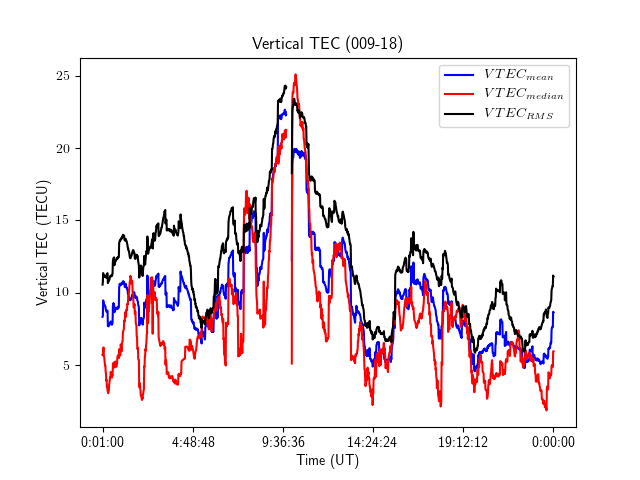 Vertical TEC (009-18)
VTEC_mean
VTEC_median
VTEC_RMS
Vertical TEC (TECU)
25
20
15
10
5
0:01:00 4:48:48 9:36:36 14:24:24 19:12:12 0:00:00
Time (UT)